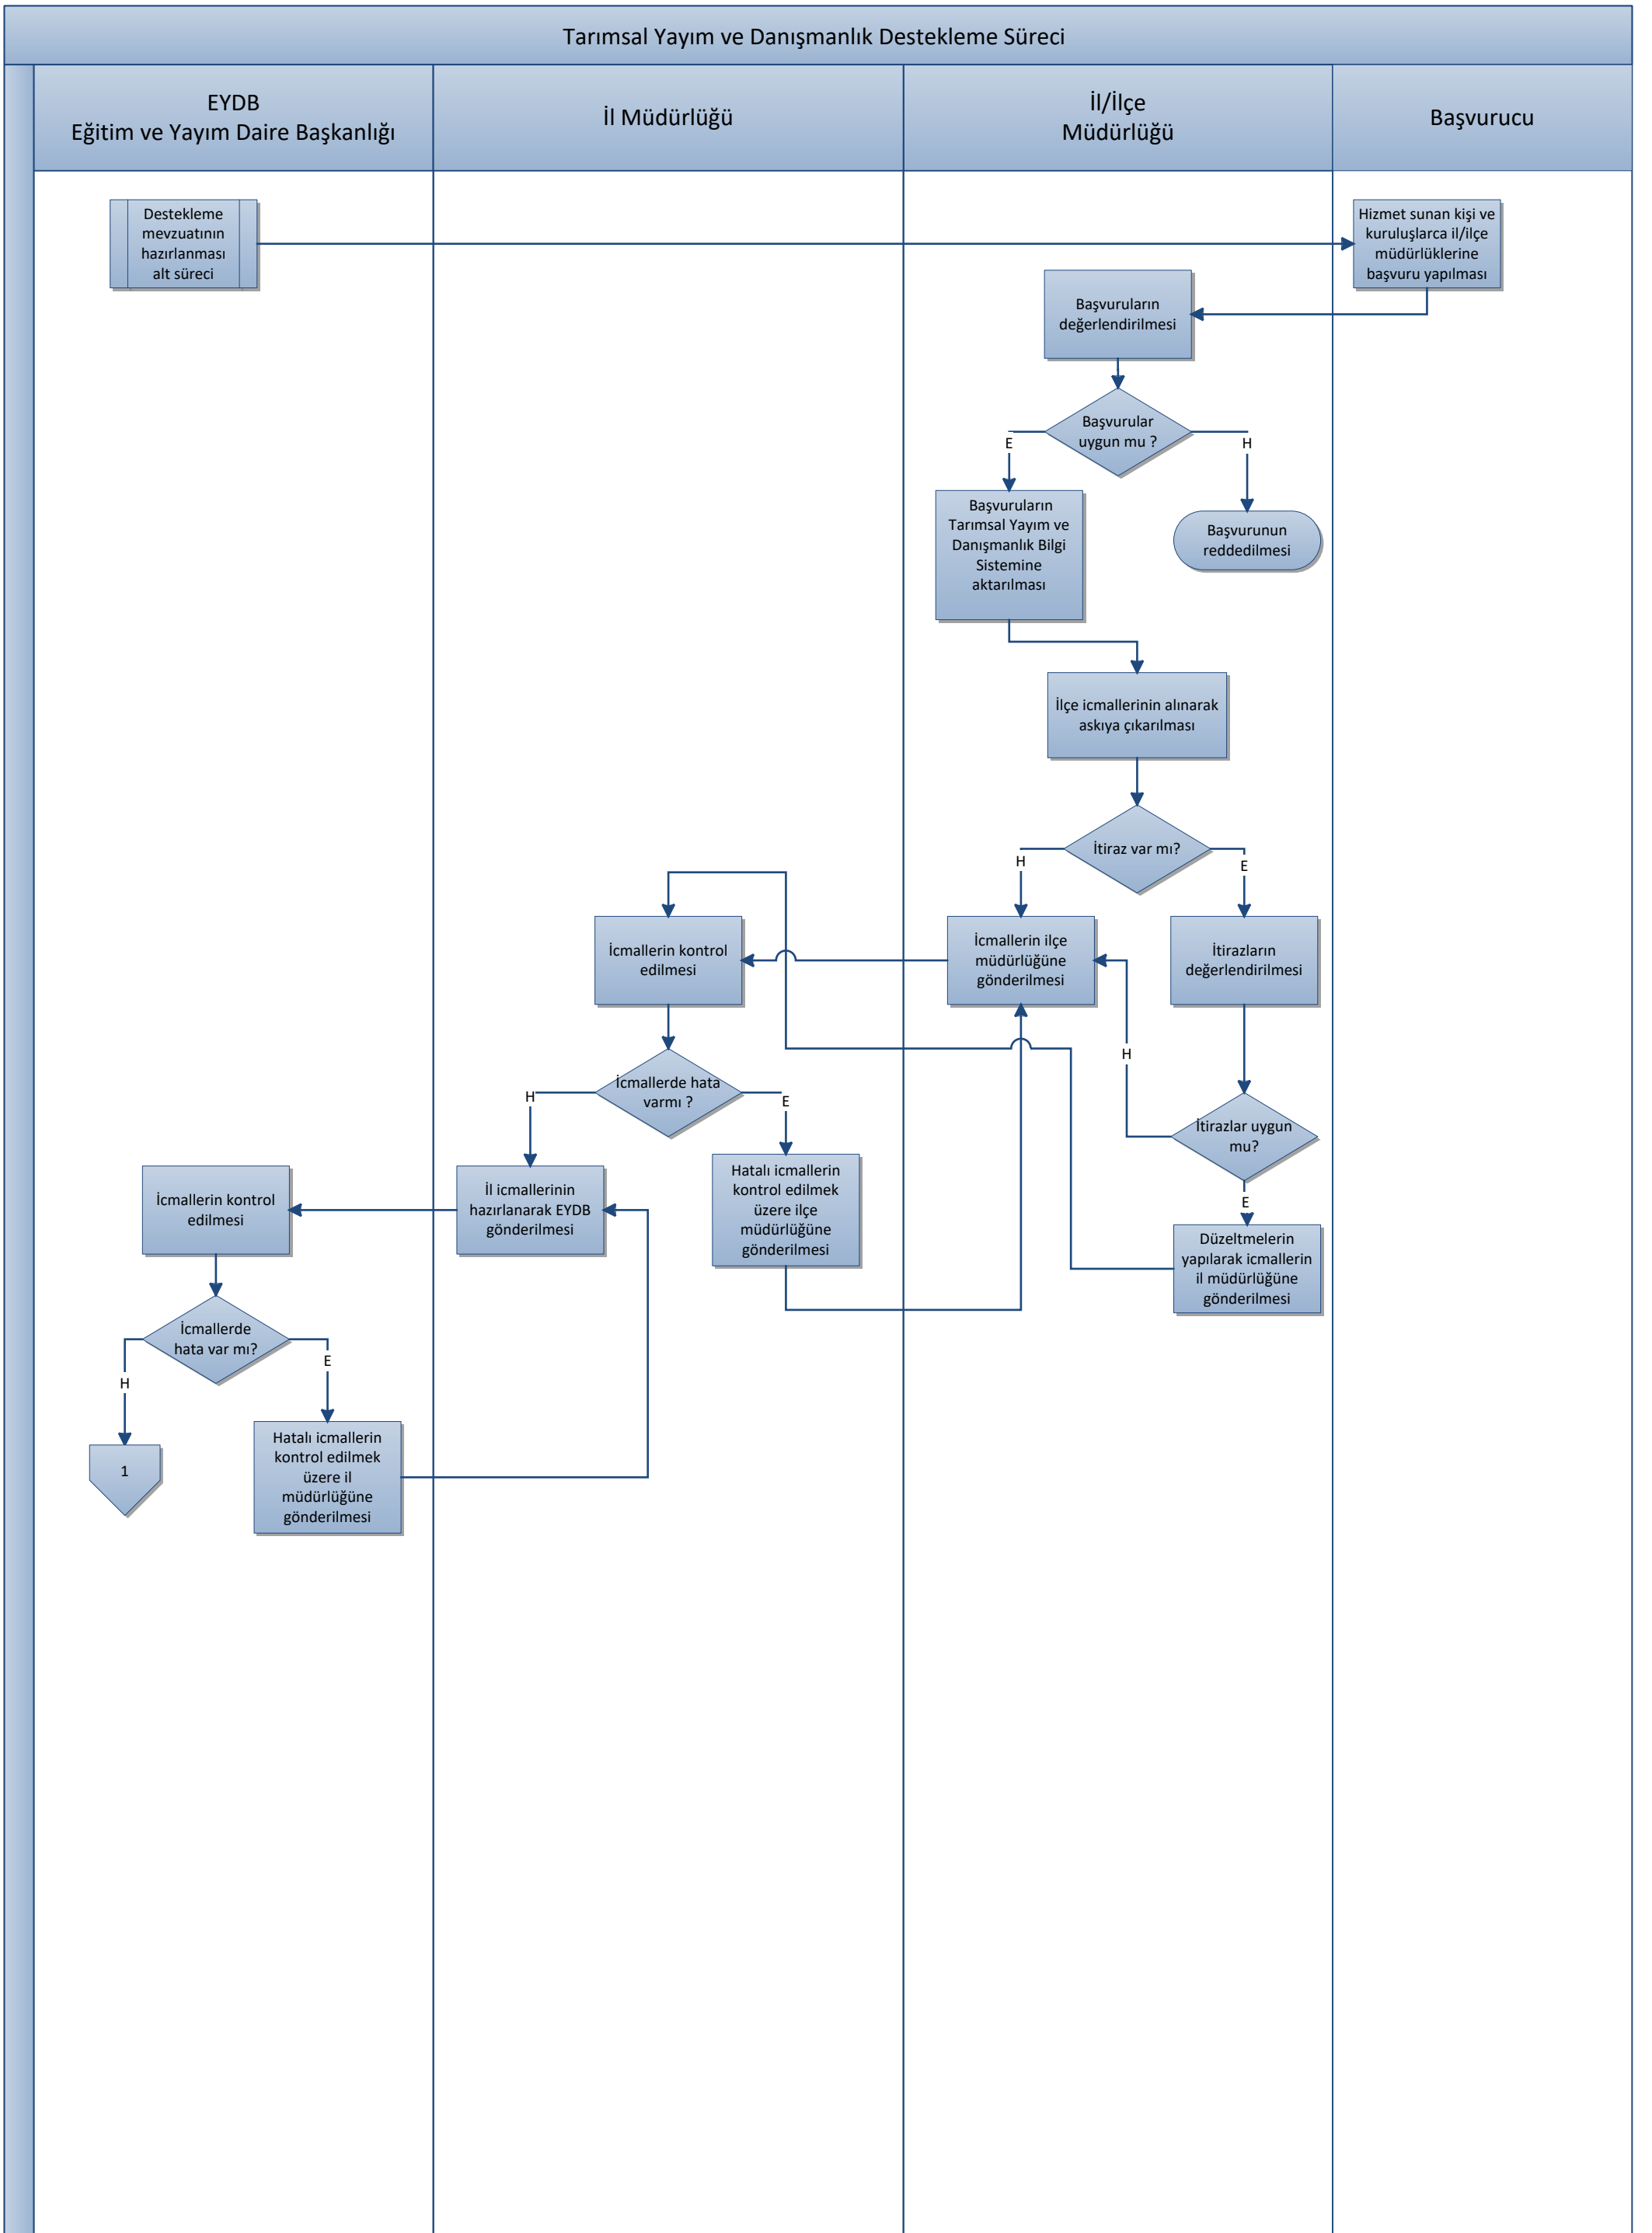 Tarımsal Yayım ve Danışmanlık Destekleme Süreci
EYDB
Eğitim ve Yayım Daire Başkanlığı
İl Müdürlüğü
İl/İlçe
Müdürlüğü
Başvurucu
Destekleme
mevzuatının
hazırlanması
alt süreci
Hizmet sunan kişi ve
kuruluşlarca il/ilçe
müdürlüklerine
başvuru yapılması
Başvuruların
değerlendirilmesi
Başvurular
uygun mu ?
E
H
Başvuruların
Tarımsal Yayım ve
Danışmanlık Bilgi
Sistemine
aktarılması
Başvurunun
reddedilmesi
İlçe icmallerinin alınarak
askıya çıkarılması
İtiraz var mı?
H
E
İcmallerin kontrol
edilmesi
İcmallerin ilçe
müdürlüğüne
gönderilmesi
İtirazların
değerlendirilmesi
H
İcmallerde hata
varmı ?
H
E
İtirazlar uygun
mu?
E
İcmallerin kontrol
edilmesi
İl icmallerinin
hazırlanarak EYDB
gönderilmesi
Hatalı icmallerin
kontrol edilmek
üzere ilçe
müdürlüğüne
gönderilmesi
Düzeltmelerin
yapılarak icmallerin
il müdürlüğüne
gönderilmesi
İcmallerde
hata var mı?
E
H
Hatalı icmallerin
kontrol edilmek
üzere il
müdürlüğüne
gönderilmesi
1